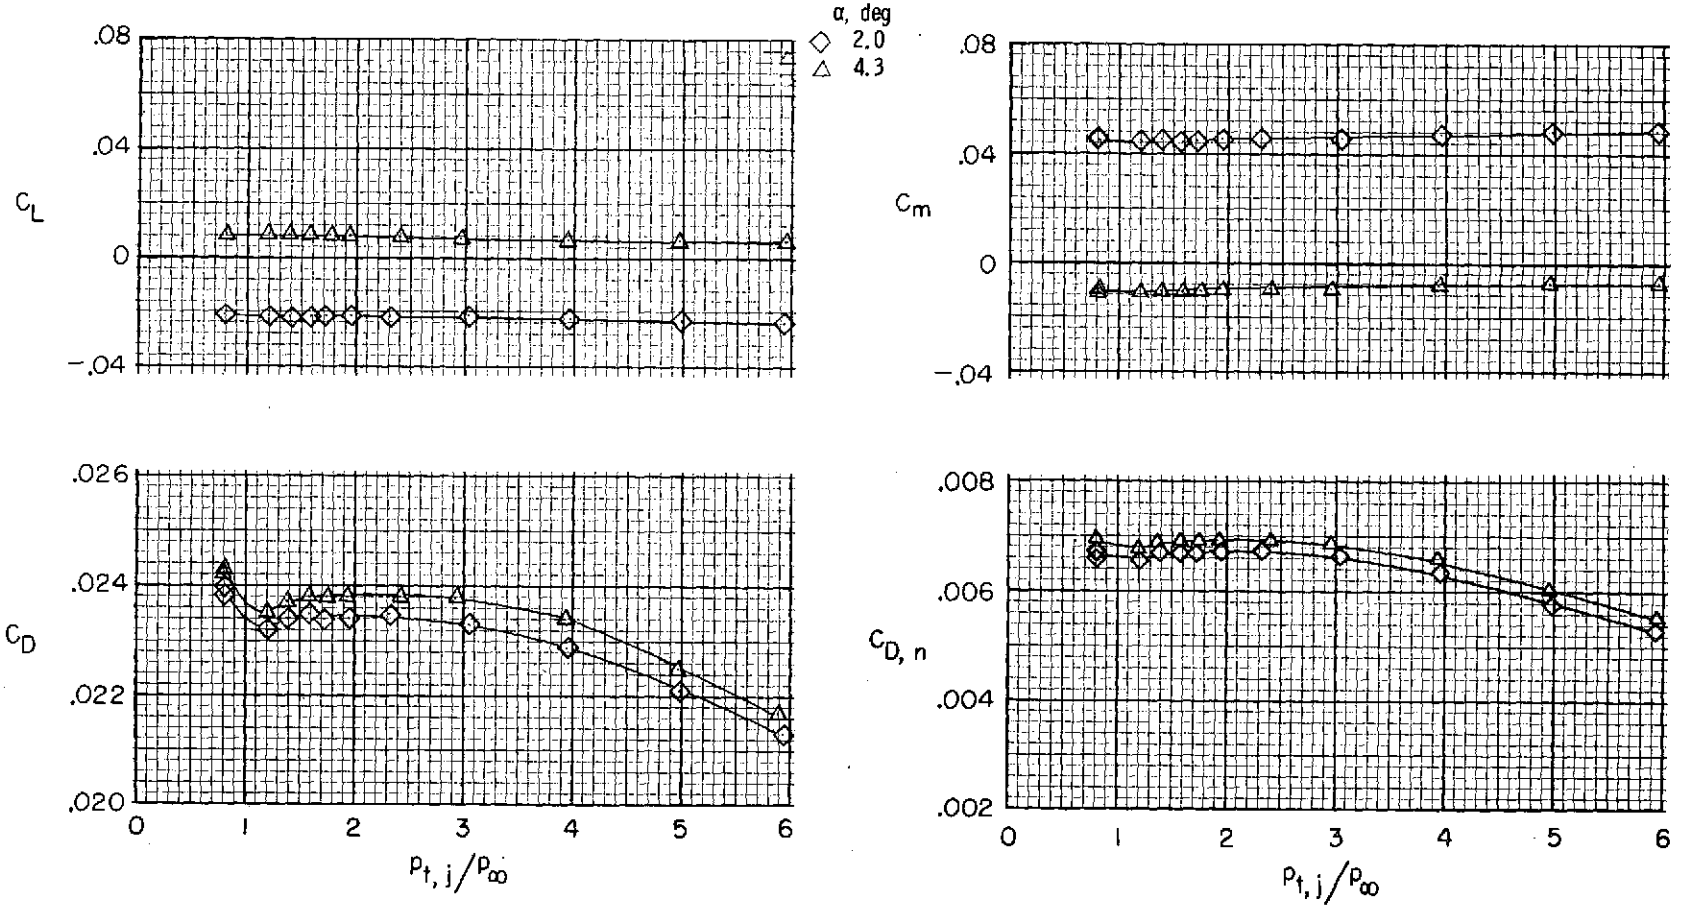 α, deg
2.0
4.3
.08
.04
0
-.04
C_L
.08
.04
0
-.04
C_m
.026
.024
.022
.020
C_D
0 1 2 3 4 5 6
p_t, j/p_∞
.008
.006
.004
.002
C_D, n
0 1 2 3 4 5 6
p_t, j/p_∞